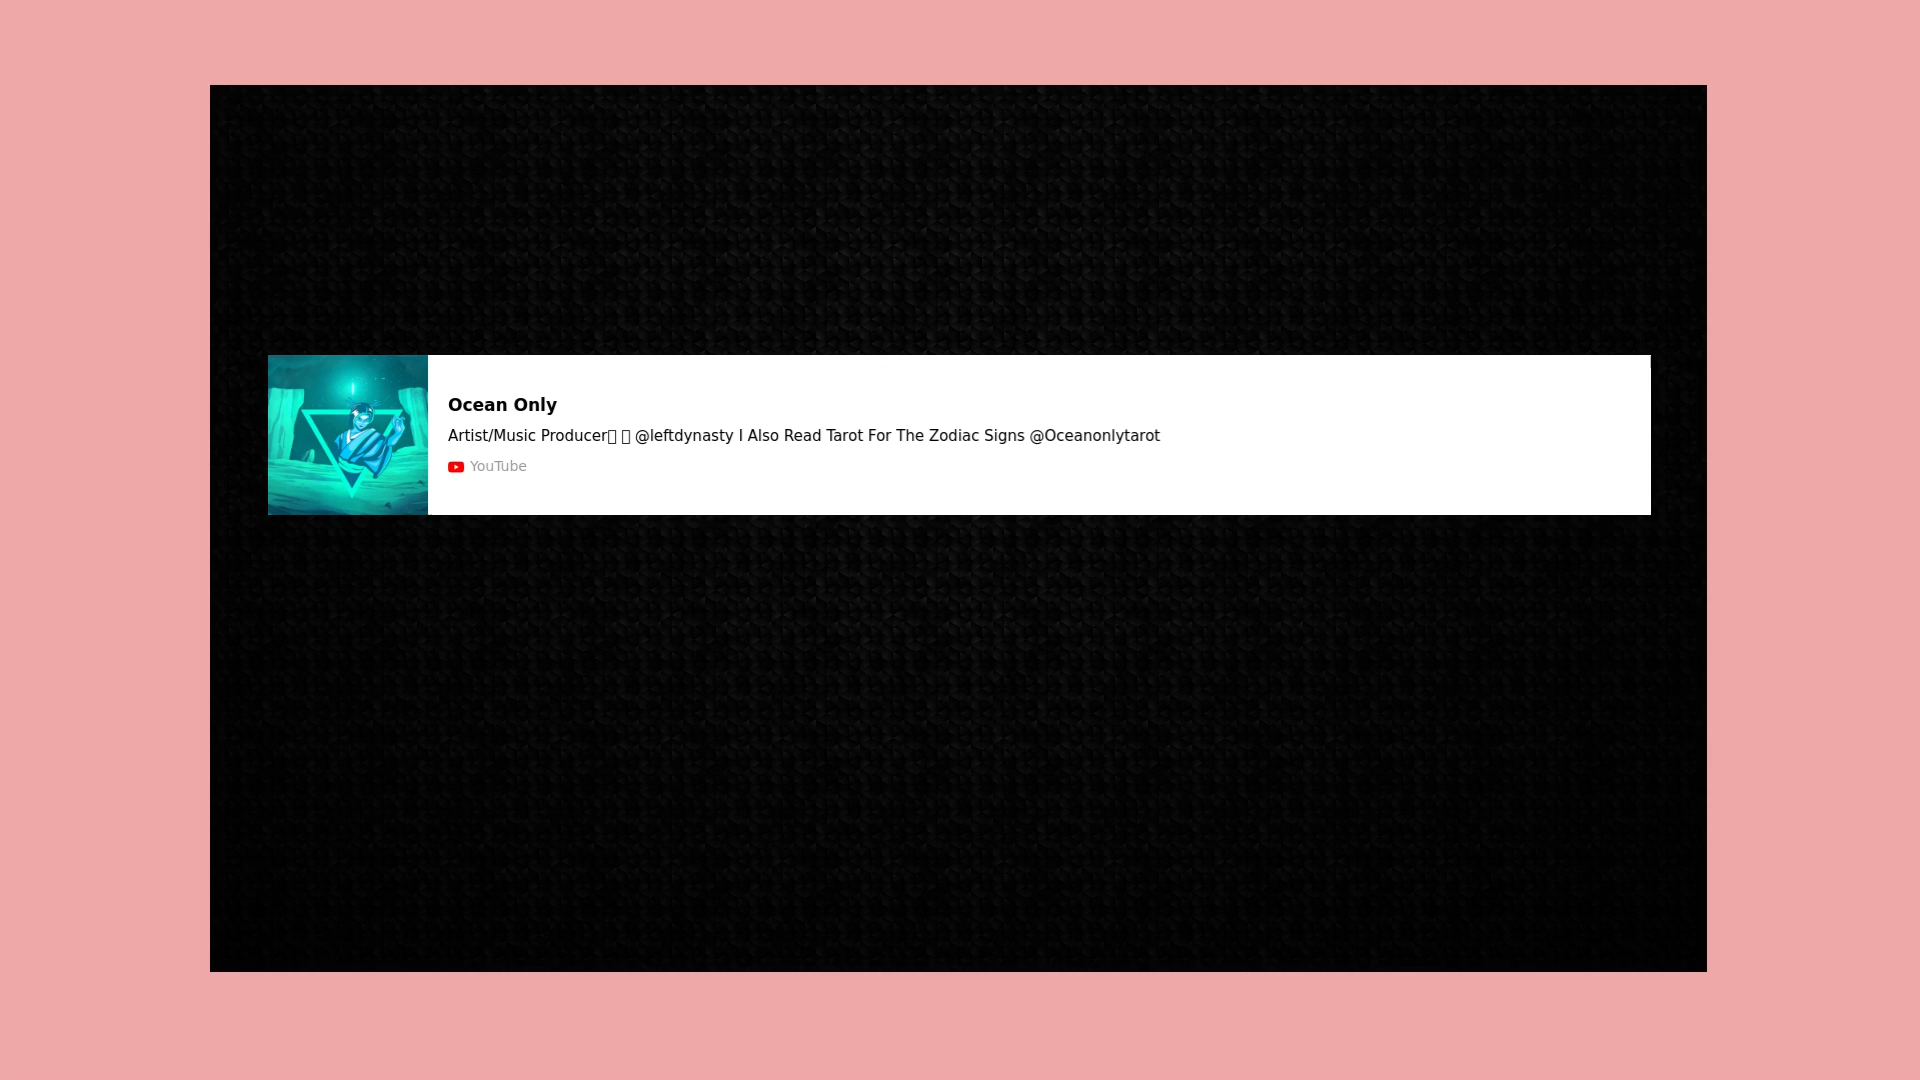 Ocean Only
Artist/Music Producer @leftdynasty I Also Read Tarot For The Zodiac Signs @Oceanonlytarot
YouTube